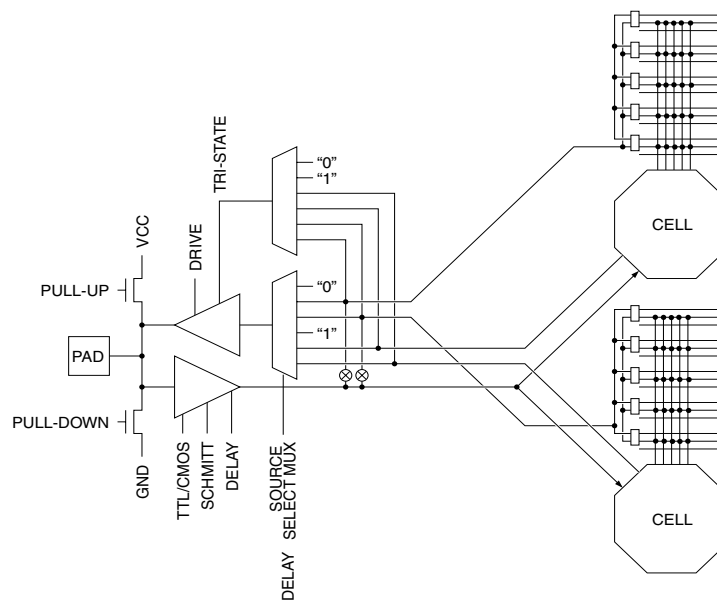 "0"
"1"
TRI-STATE
CELL
VCC
DRIVE
PULL-UP
"0"
"1"
PAD
PULL-DOWN
GND
TTL/CMOS
SCHMITT
DELAY
SOURCE
SELECT MUX
DELAY
CELL